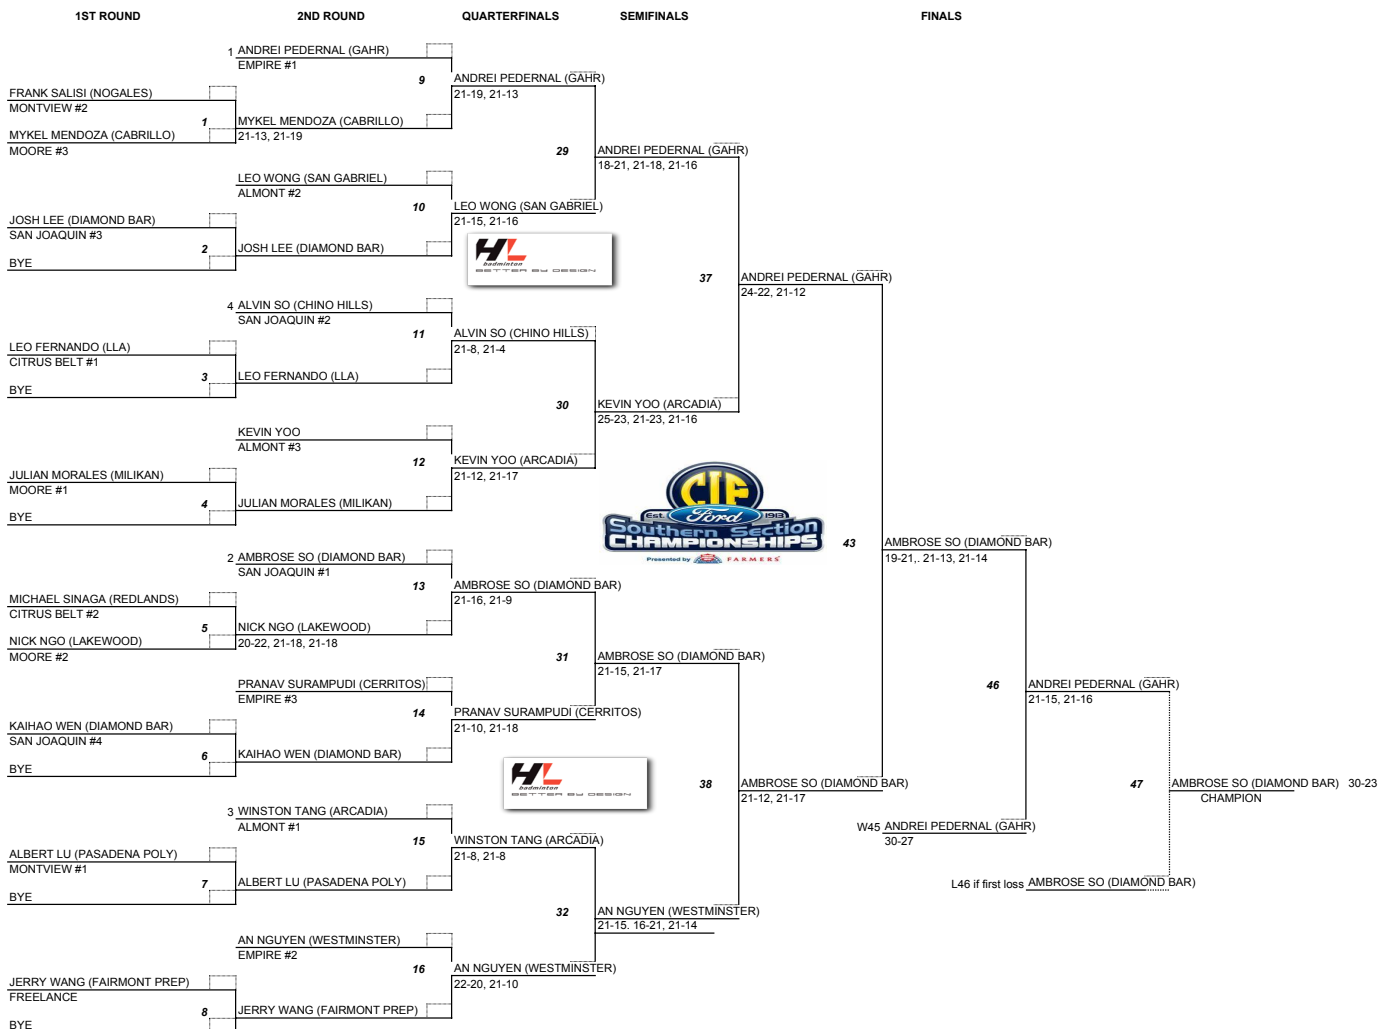 1ST ROUND
2ND ROUND
QUARTERFINALS
SEMIFINALS
FINALS
1 ANDREI PEDERNAL (GAHR)
EMPIRE #1
9
ANDREI PEDERNAL (GAHR)
21-19, 21-13
FRANK SALISI (NOGALES)
MONTVIEW #2
1
MYKEL MENDOZA (CABRILLO)
21-13, 21-19
MYKEL MENDOZA (CABRILLO)
MOORE #3
29
ANDREI PEDERNAL (GAHR)
18-21, 21-18, 21-16
LEO WONG (SAN GABRIEL)
ALMONT #2
10
LEO WONG (SAN GABRIEL)
21-15, 21-16
JOSH LEE (DIAMOND BAR)
SAN JOAQUIN #3
2
JOSH LEE (DIAMOND BAR)
BYE
HL
badminton
BETTER BY DESIGN
37
ANDREI PEDERNAL (GAHR)
24-22, 21-12
4 ALVIN SO (CHINO HILLS)
SAN JOAQUIN #2
11
ALVIN SO (CHINO HILLS)
21-8, 21-4
LEO FERNANDO (LLA)
CITRUS BELT #1
3
LEO FERNANDO (LLA)
BYE
30
KEVIN YOO (ARCADIA)
25-23, 21-23, 21-16
KEVIN YOO
ALMONT #3
12
KEVIN YOO (ARCADIA)
21-12, 21-17
JULIAN MORALES (MILIKAN)
MOORE #1
4
JULIAN MORALES (MILIKAN)
BYE
CIF
Est. Ford 1913
Southern Section
CHAMPIONSHIPS
Presented by FARMERS
43
AMBROSE SO (DIAMOND BAR)
19-21,. 21-13, 21-14
2 AMBROSE SO (DIAMOND BAR)
SAN JOAQUIN #1
13
AMBROSE SO (DIAMOND BAR)
21-16, 21-9
MICHAEL SINAGA (REDLANDS)
CITRUS BELT #2
5
NICK NGO (LAKEWOOD)
20-22, 21-18, 21-18
NICK NGO (LAKEWOOD)
MOORE #2
31
AMBROSE SO (DIAMOND BAR)
21-15, 21-17
PRANAV SURAMPUDI (CERRITOS)
EMPIRE #3
46
ANDREI PEDERNAL (GAHR)
21-15, 21-16
14
PRANAV SURAMPUDI (CERRITOS)
21-10, 21-18
KAIHAO WEN (DIAMOND BAR)
SAN JOAQUIN #4
6
KAIHAO WEN (DIAMOND BAR)
BYE
HL
badminton
BETTER BY DESIGN
38
AMBROSE SO (DIAMOND BAR)
21-12, 21-17
47
AMBROSE SO (DIAMOND BAR) 30-23
CHAMPION
3 WINSTON TANG (ARCADIA)
ALMONT #1
15
WINSTON TANG (ARCADIA)
21-8, 21-8
W45 ANDREI PEDERNAL (GAHR)
30-27
ALBERT LU (PASADENA POLY)
MONTVIEW #1
7
ALBERT LU (PASADENA POLY)
BYE
L46 if first loss AMBROSE SO (DIAMOND BAR)
32
AN NGUYEN (WESTMINSTER)
21-15. 16-21, 21-14
AN NGUYEN (WESTMINSTER)
EMPIRE #2
16
AN NGUYEN (WESTMINSTER)
22-20, 21-10
JERRY WANG (FAIRMONT PREP)
FREELANCE
8
JERRY WANG (FAIRMONT PREP)
BYE